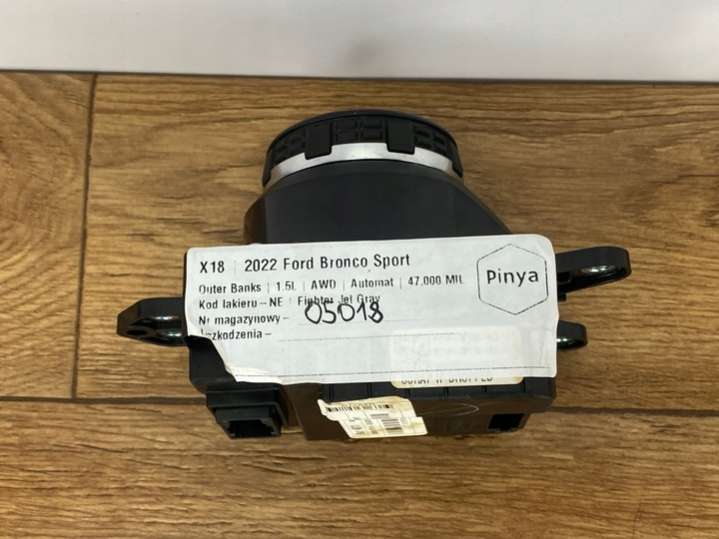 X18 | 2022 Ford Bronco Sport
Outer Banks | 1.5L | AWD | Automat | 47.000 MIL
Kod lakieru – NE | Fighter Jet Gray
Nr magazynowy – 05018
Pinya